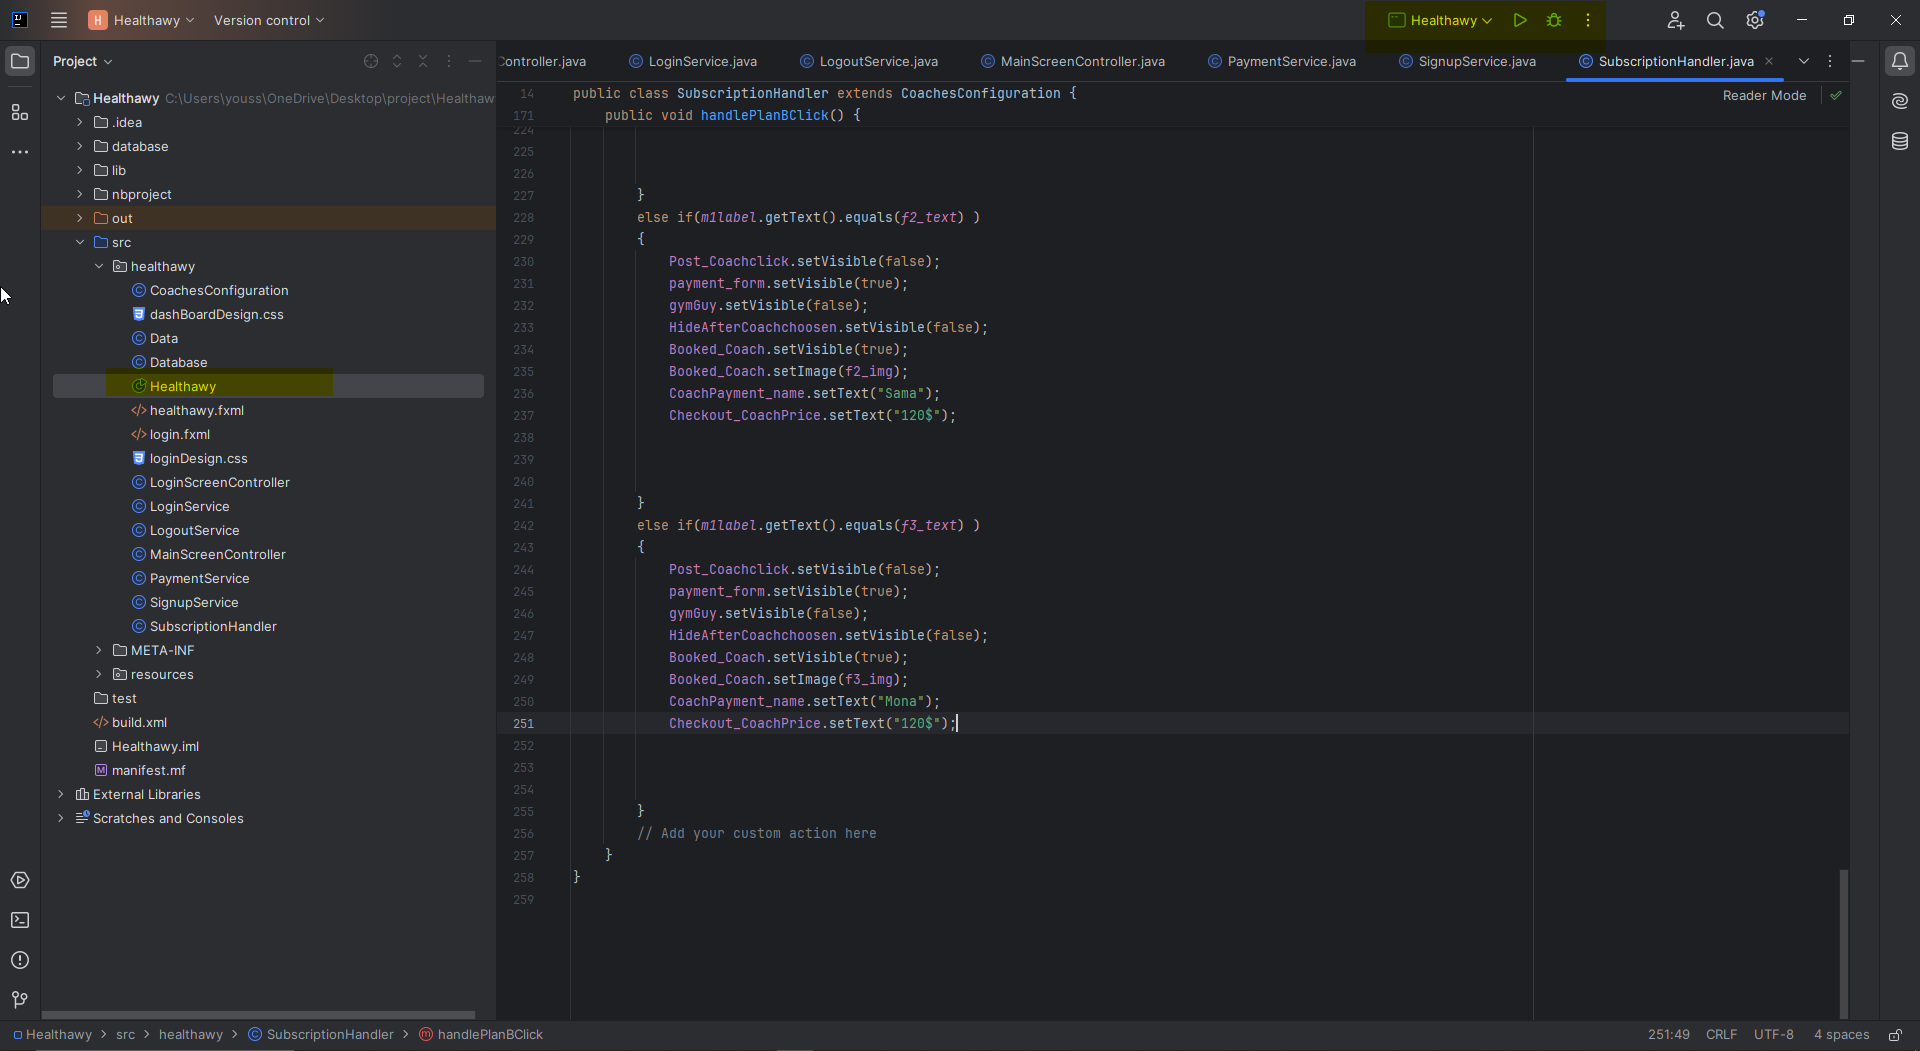 H Healthawy Version control Healthawy
Project
Controller.java LoginService.java LogoutService.java MainScreenController.java PaymentService.java SignupService.java SubscriptionHandler.java
Reader Mode
Healthawy C:\Users\youss\OneDrive\Desktop\project\Healthaw
.idea
database
lib
nbproject
out
src
healthawy
CoachesConfiguration
dashBoardDesign.css
Data
Database
Healthawy
healthawy.fxml
login.fxml
loginDesign.css
LoginScreenController
LoginService
LogoutService
MainScreenController
PaymentService
SignupService
SubscriptionHandler
META-INF
resources
test
build.xml
Healthawy.iml
manifest.mf
External Libraries
Scratches and Consoles
14 public class SubscriptionHandler extends CoachesConfiguration {
171 public void handlePlanBClick() {
224
225
226
227 }
228 else if(m1label.getText().equals(f2_text) )
229 {
230 Post_Coachclick.setVisible(false);
231 payment_form.setVisible(true);
232 gymGuy.setVisible(false);
233 HideAfterCoachchoosen.setVisible(false);
234 Booked_Coach.setVisible(true);
235 Booked_Coach.setImage(f2_img);
236 CoachPayment_name.setText("Sama");
237 Checkout_CoachPrice.setText("120$");
238
239
240
241 }
242 else if(m1label.getText().equals(f3_text) )
243 {
244 Post_Coachclick.setVisible(false);
245 payment_form.setVisible(true);
246 gymGuy.setVisible(false);
247 HideAfterCoachchoosen.setVisible(false);
248 Booked_Coach.setVisible(true);
249 Booked_Coach.setImage(f3_img);
250 CoachPayment_name.setText("Mona");
251 Checkout_CoachPrice.setText("120$");
252
253
254
255 }
256 // Add your custom action here
257 }
258 }
259
Healthawy > src > healthawy > SubscriptionHandler > handlePlanBClick 251:49 CRLF UTF-8 4 spaces